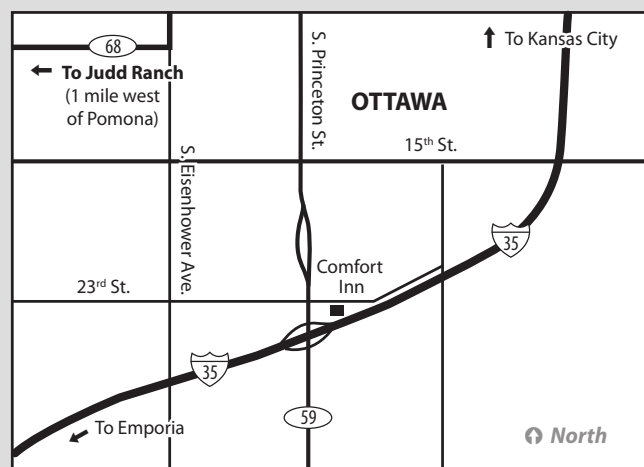 68
To Kansas City
To Judd Ranch
(1 mile west
of Pomona)
S. Princeton St.
OTTAWA
15th St.
S. Eisenhower Ave.
35
Comfort
Inn
23rd St.
35
59
To Emporia
North